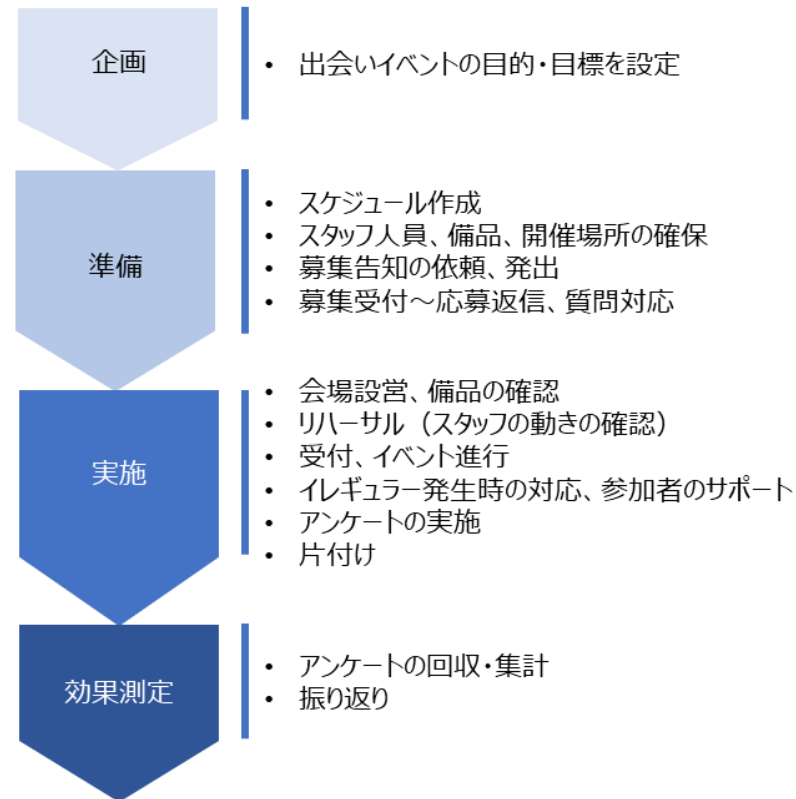 企画
• 出会いイベントの目的・目標を設定
準備
• スケジュール作成
• スタッフ人員、備品、開催場所の確保
• 募集告知の依頼、発出
• 募集受付～応募返信、質問対応
実施
• 会場設営、備品の確認
• リハーサル（スタッフの動きの確認）
• 受付、イベント進行
• イレギュラー発生時の対応、参加者のサポート
• アンケートの実施
• 片付け
効果測定
• アンケートの回収・集計
• 振り返り